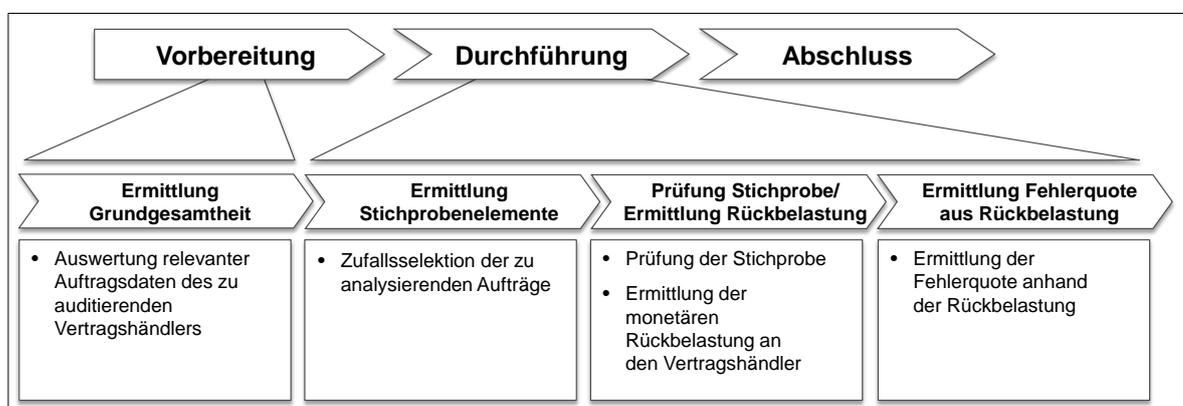 Vorbereitung
Durchführung
Abschluss
Ermittlung
Grundgesamtheit
Ermittlung
Stichprobenelemente
Prüfung Stichprobe/
Ermittlung Rückbelastung
Ermittlung Fehlerquote
aus Rückbelastung
• Auswertung relevanter
Auftragsdaten des zu
auditierenden
Vertragshändlers
• Zufallsselektion der zu
analysierenden Aufträge
• Prüfung der Stichprobe
• Ermittlung der
monetären
Rückbelastung an
den Vertragshändler
• Ermittlung der
Fehlerquote anhand
der Rückbelastung